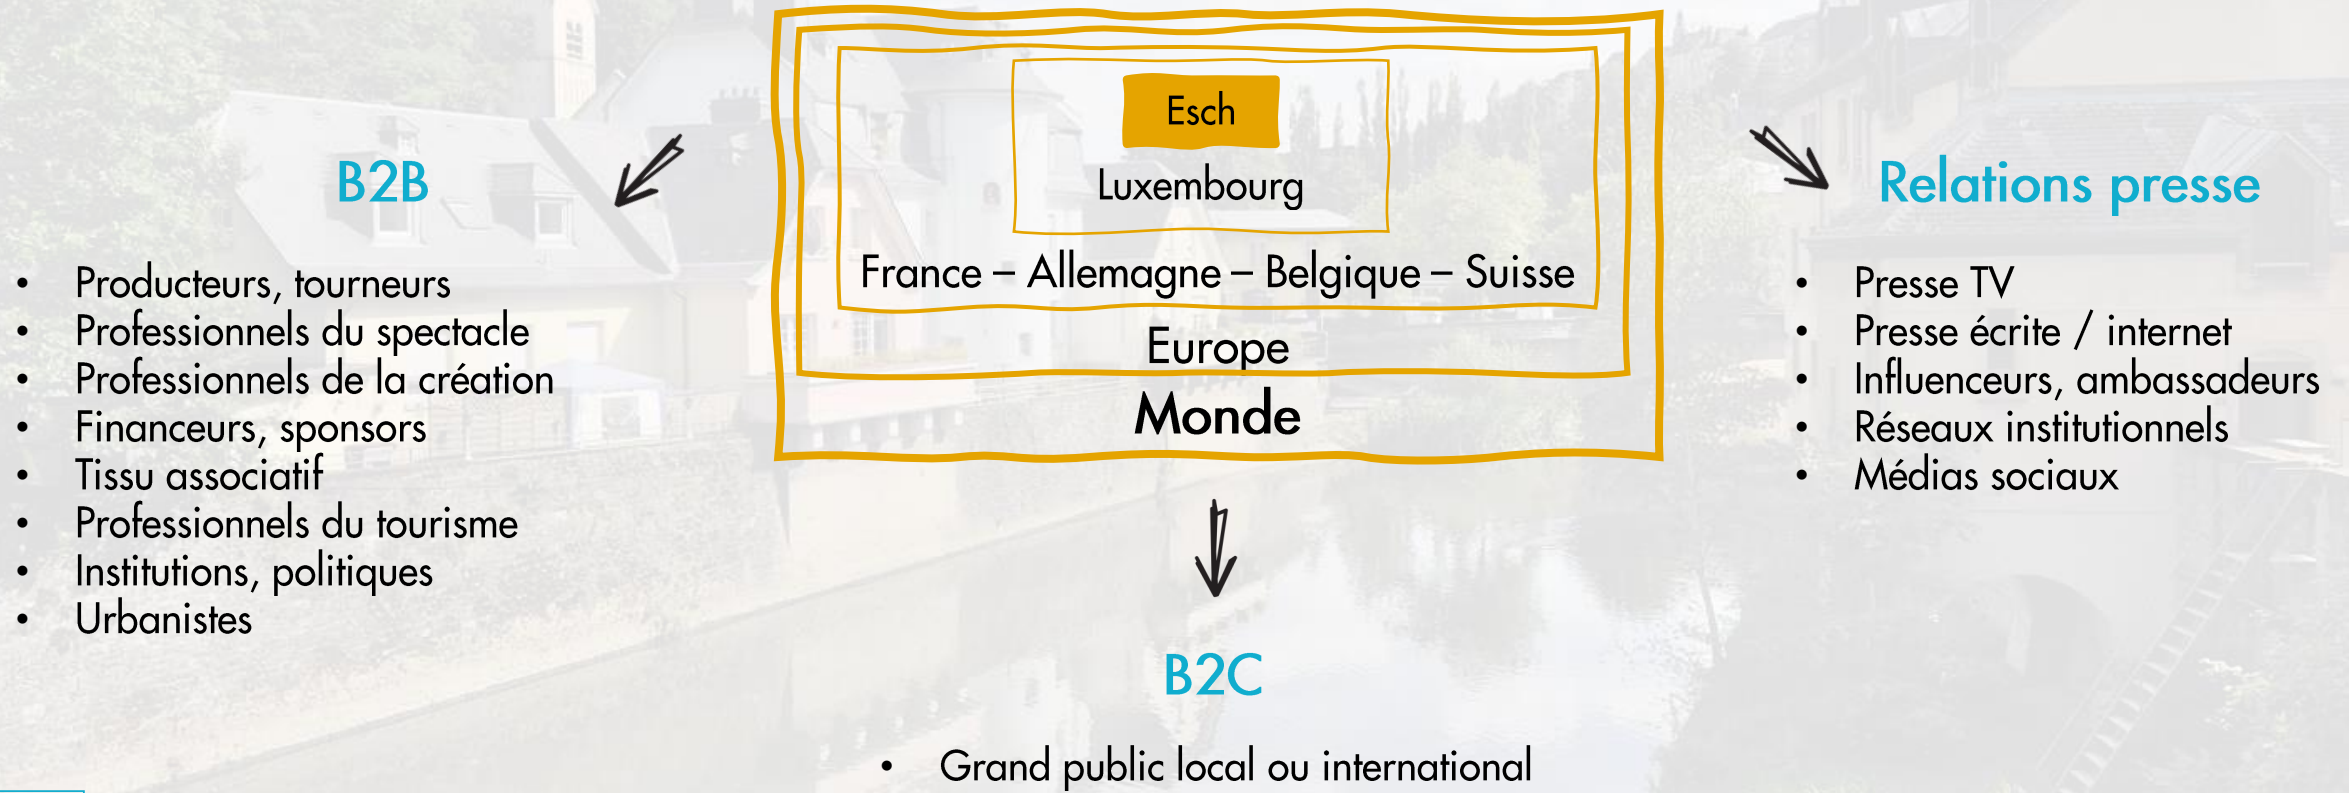 Esch
Luxembourg
France – Allemagne – Belgique – Suisse
Europe
Monde
B2B
• Producteurs, tourneurs
• Professionnels du spectacle
• Professionnels de la création
• Financeurs, sponsors
• Tissu associatif
• Professionnels du tourisme
• Institutions, politiques
• Urbanistes
B2C
• Grand public local ou international
Relations presse
• Presse TV
• Presse écrite / internet
• Influenceurs, ambassadeurs
• Réseaux institutionnels
• Médias sociaux